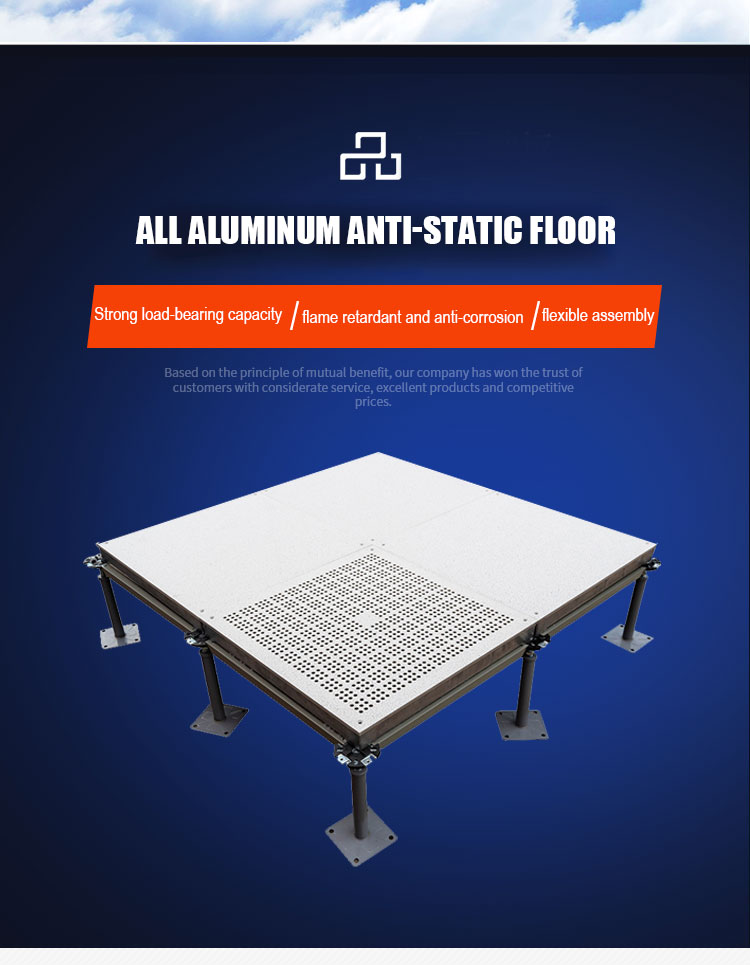 ALL ALUMINUM ANTI-STATIC FLOOR
Strong load-bearing capacity / flame retardant and anti-corrosion / flexible assembly
Based on the principle of mutual benefit, our company has won the trust of
customers with considerate service, excellent products and competitive
prices.